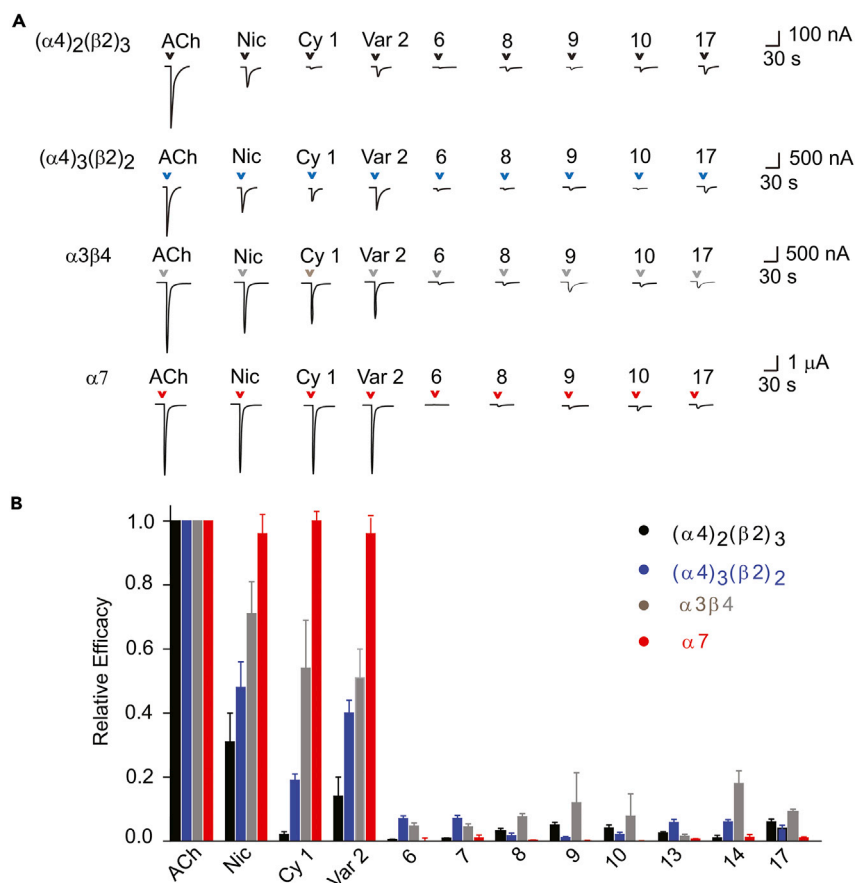 A
(α4)2(β2)3 ACh Nic Cy 1 Var 2 6 8 9 10 17 100 nA
30 s
(α4)3(β2)2 ACh Nic Cy 1 Var 2 6 8 9 10 17 500 nA
30 s
α3β4 ACh Nic Cy 1 Var 2 6 8 9 10 17 500 nA
30 s
α7 ACh Nic Cy 1 Var 2 6 8 9 10 17 1 μA
30 s
B
Relative Efficacy
1.0
0.8
0.6
0.4
0.2
0.0
(α4)2(β2)3
(α4)3(β2)2
α3β4
α7
ACh Nic Cy 1 Var 2 6 7 8 9 10 13 14 17